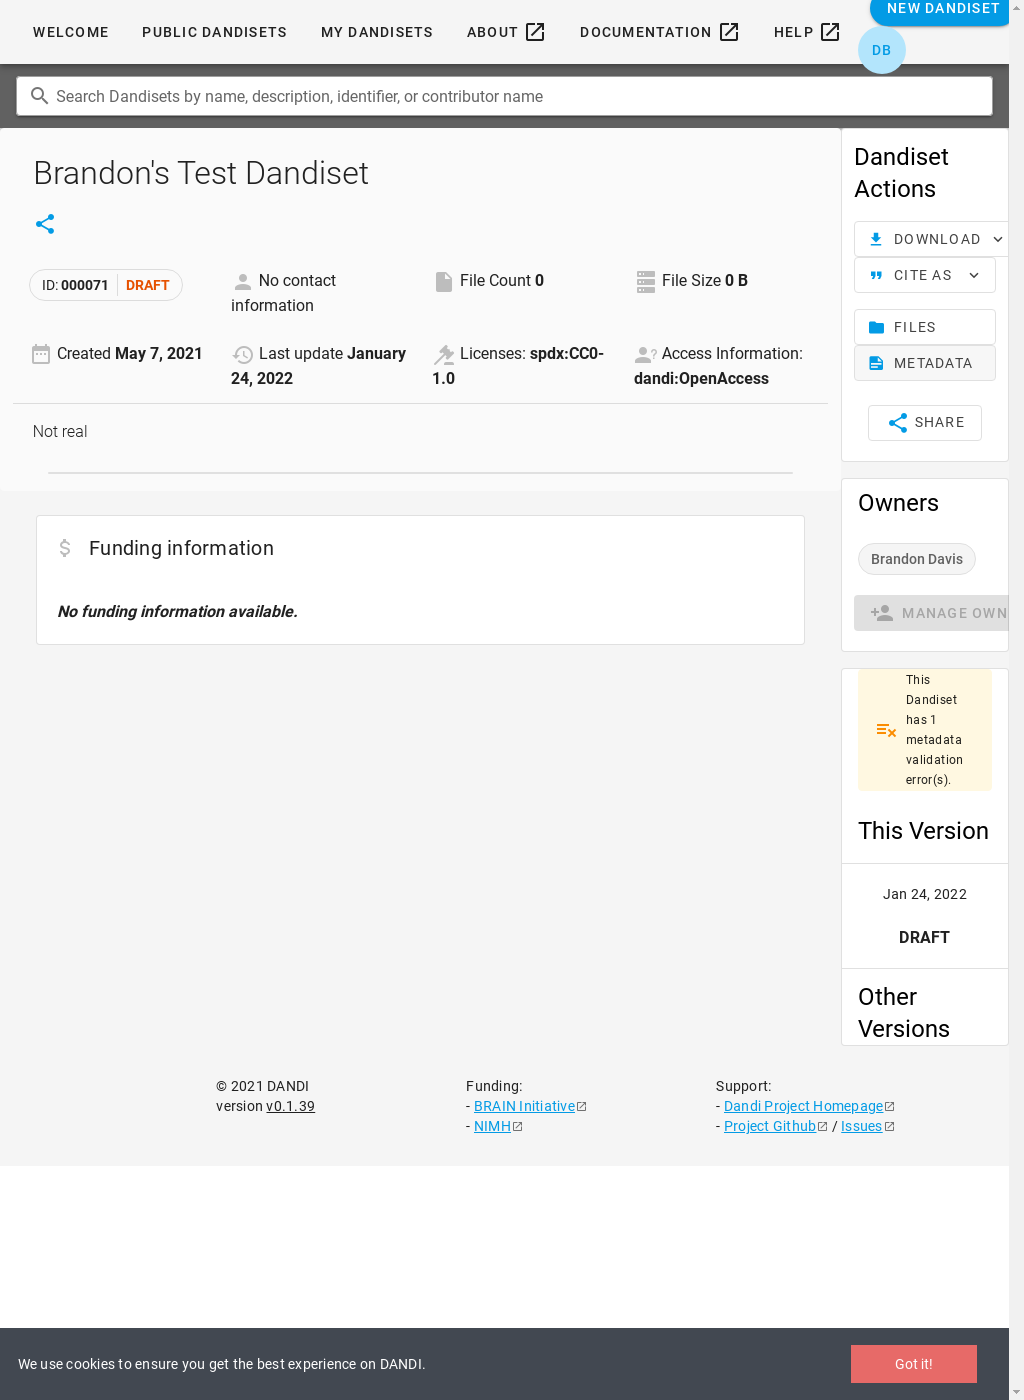 WELCOME PUBLIC DANDISETS MY DANDISETS ABOUT DOCUMENTATION HELP NEW DANDISET
DB
Search Dandisets by name, description, identifier, or contributor name
Brandon's Test Dandiset
ID: 000071 DRAFT
No contact information
File Count 0
File Size 0 B
Created May 7, 2021
Last update January 24, 2022
Licenses: spdx:CC0-1.0
Access Information: dandi:OpenAccess
Not real
Funding information
No funding information available.
Dandiset
Actions
DOWNLOAD
CITE AS
FILES
METADATA
SHARE
Owners
Brandon Davis
MANAGE OWN
This
Dandiset
has 1
metadata
validation
error(s).
This Version
Jan 24, 2022
DRAFT
Other
Versions
© 2021 DANDI
version v0.1.39
Funding:
- BRAIN Initiative
- NIMH
Support:
- Dandi Project Homepage
- Project Github / Issues
We use cookies to ensure you get the best experience on DANDI.
Got it!